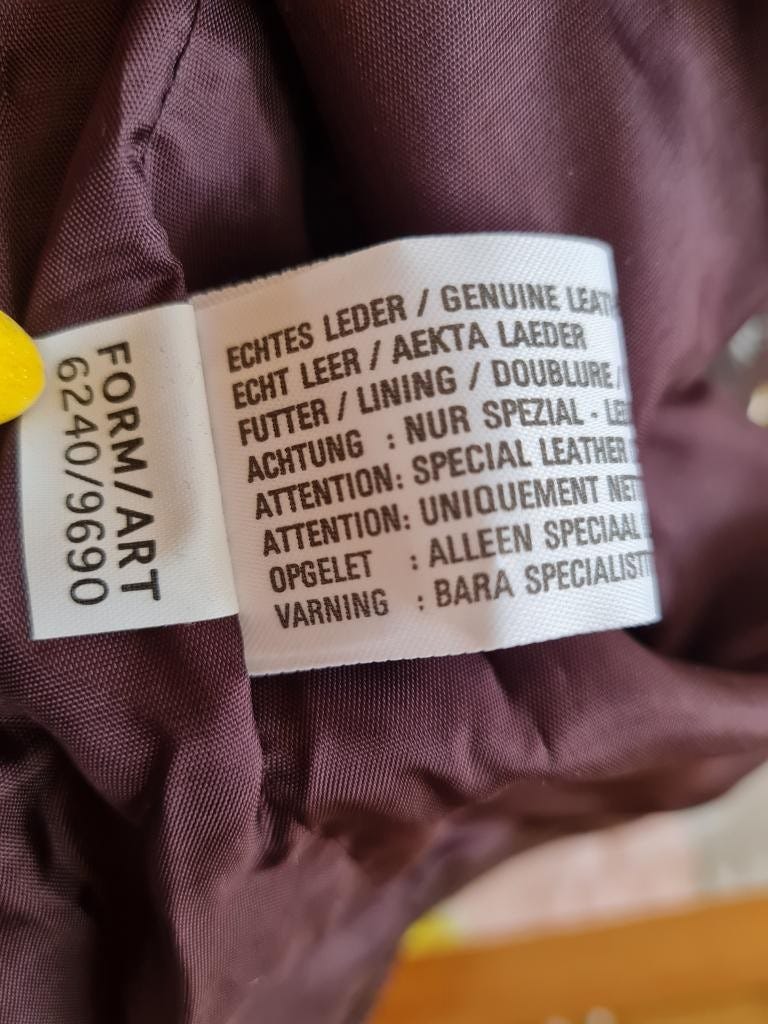 FORM/ART
6240/9690
ECHTES LEDER / GENUINE
ECHT LEER / AEKTA LAEDER
FUTTER / LINING / DOUBLURE /
ACHTUNG : NUR SPEZIAL -
ATTENTION: SPECIAL LEATHER
ATTENTION: UNIQUEMENT
OPGELET : ALLEEN SPECIAAL
VARNING : BARA